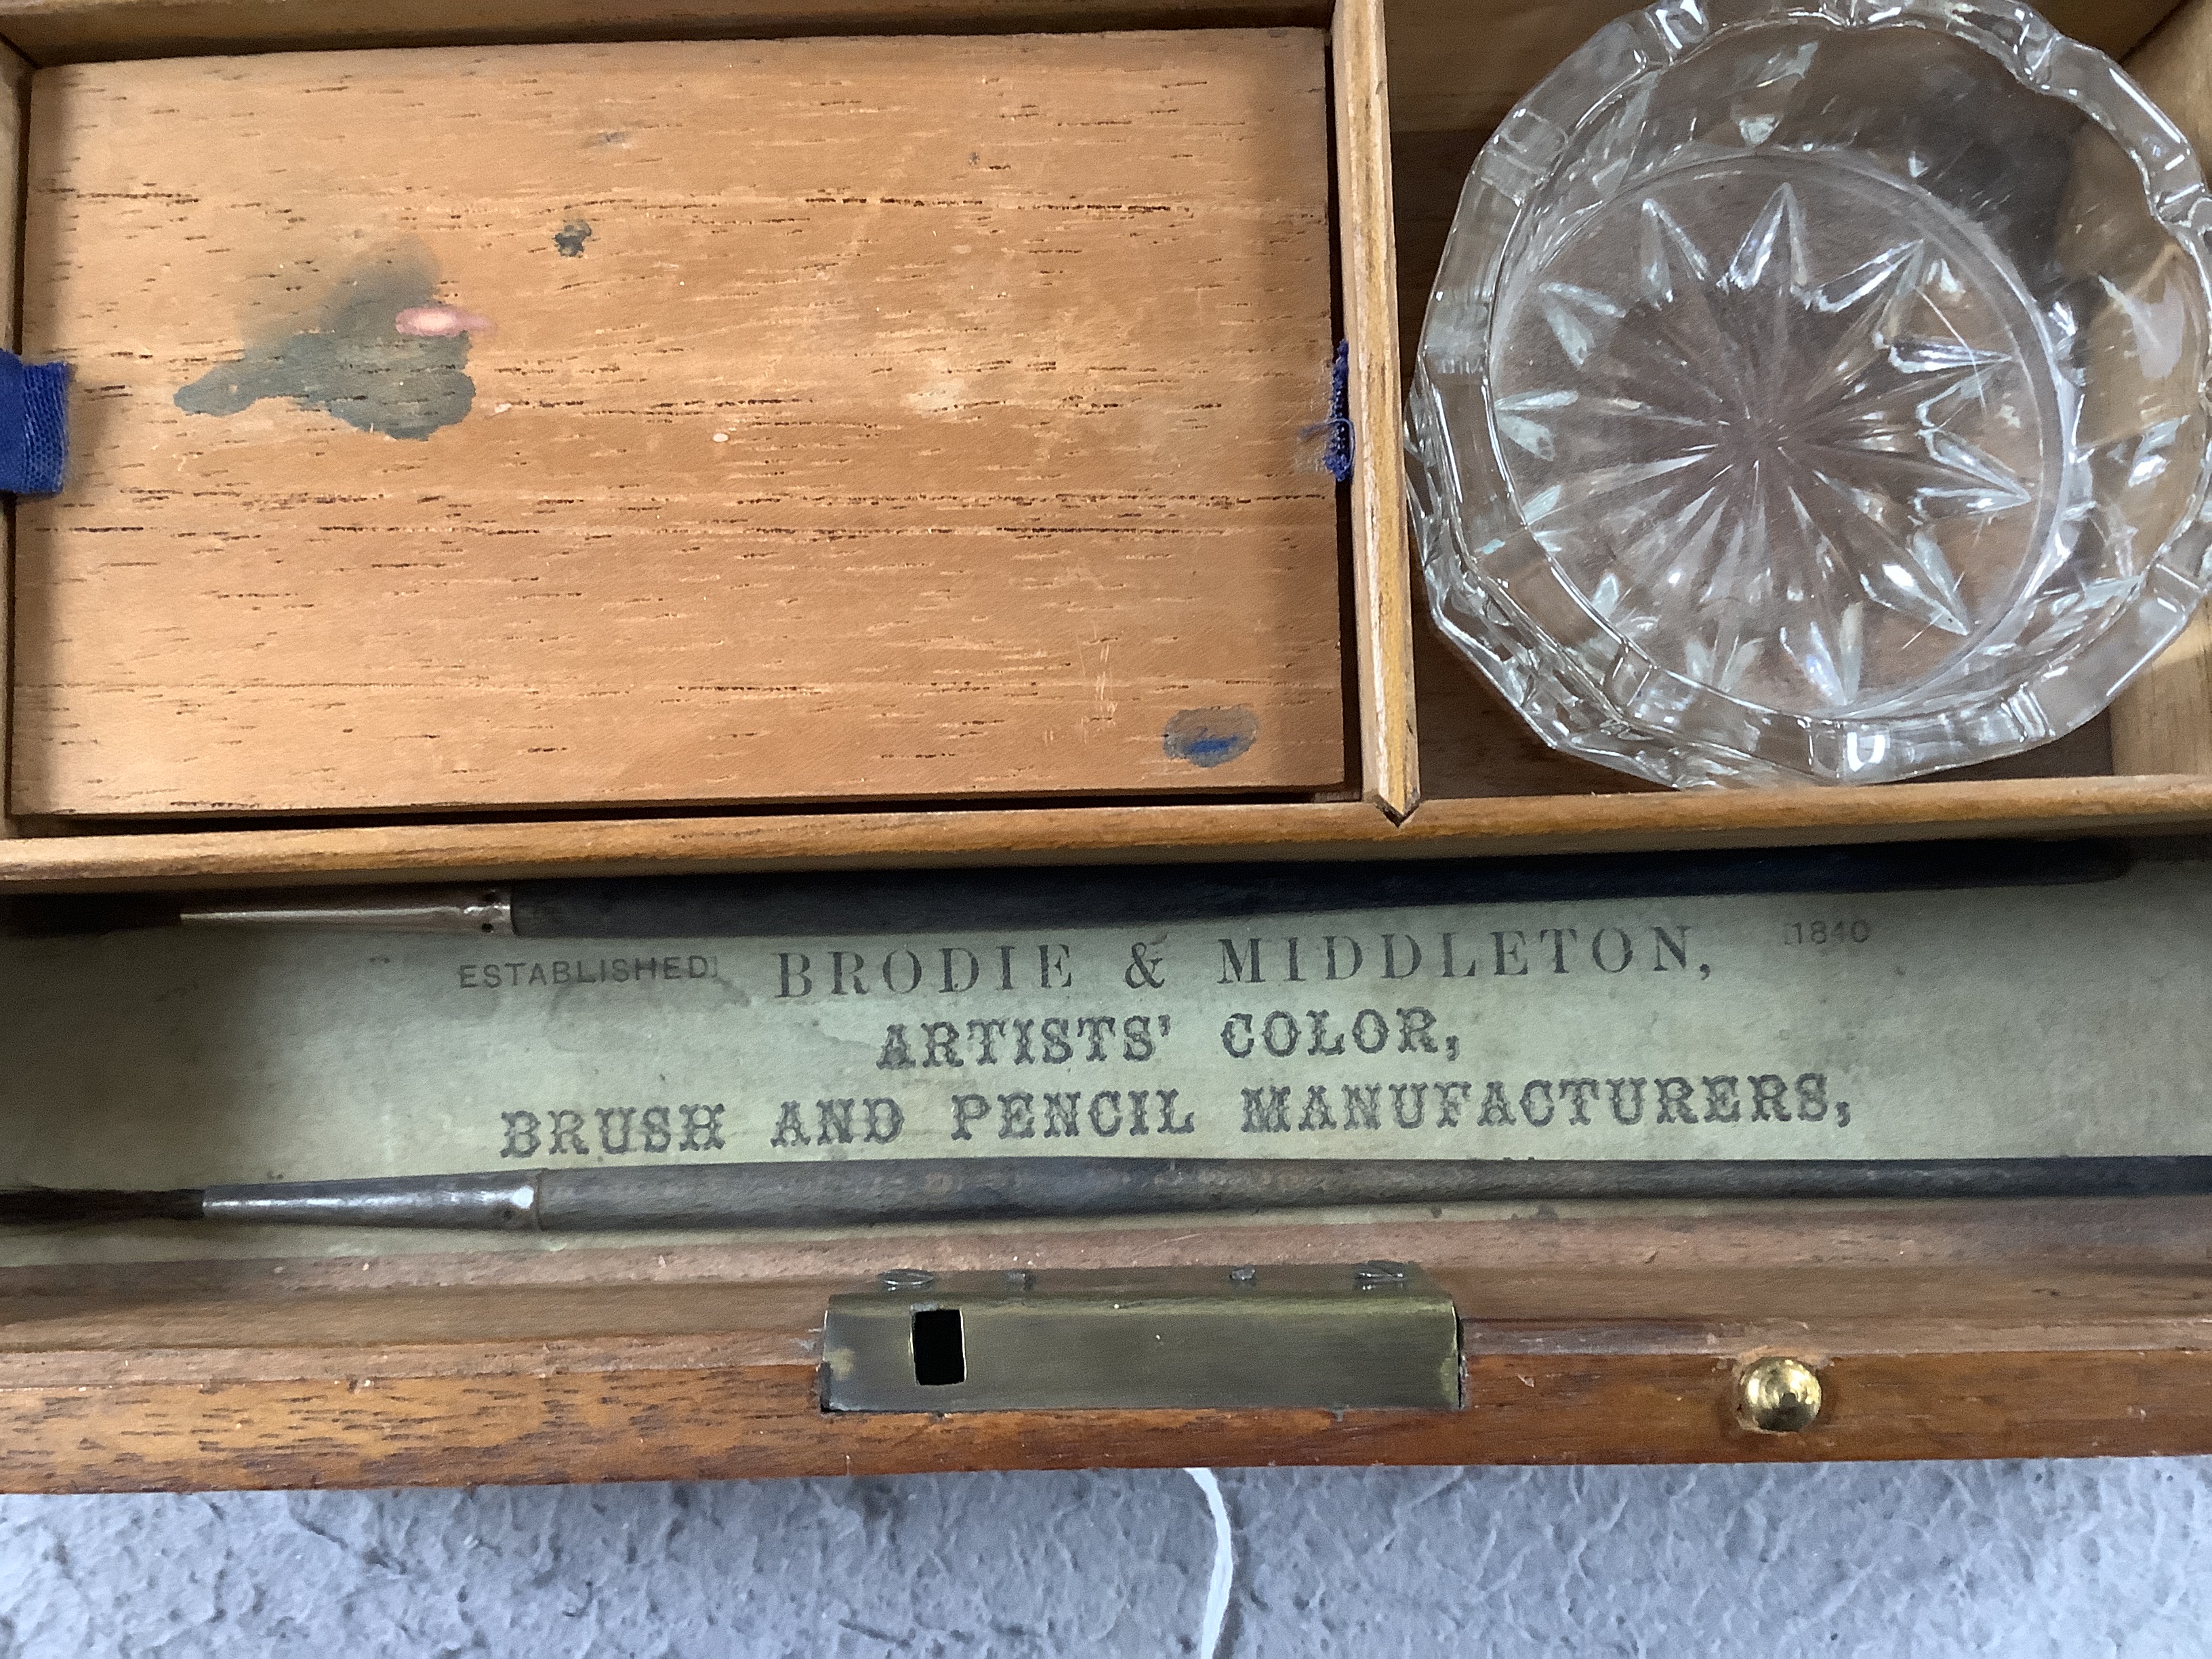 ESTABLISHED] BRODIE & MIDDLETON, [1840
ARTISTS' COLOR,
BRUSH AND PENCIL MANUFACTURERS,